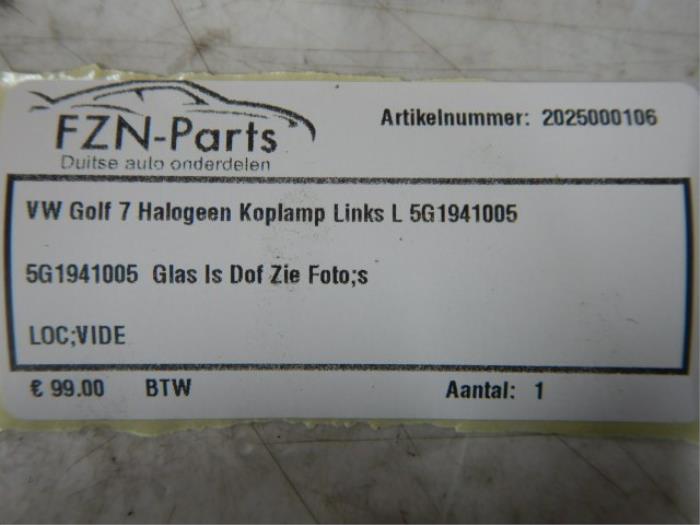 FZN-Parts
Duitse auto onderdelen
Artikelnummer: 2025000106
VW Golf 7 Halogeen Koplamp Links L 5G1941005
5G1941005 Glas Is Dof Zie Foto;s
LOC;VIDE
€ 99.00 BTW Aantal: 1